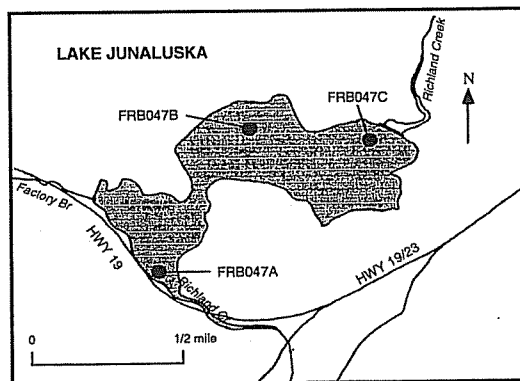 LAKE JUNALUSKA
Richland Creek
N
FRB047B
FRB047C
Factory Br
HWY 19
FRB047A
Richland Cr
HWY 19/23
0
1/2 mile